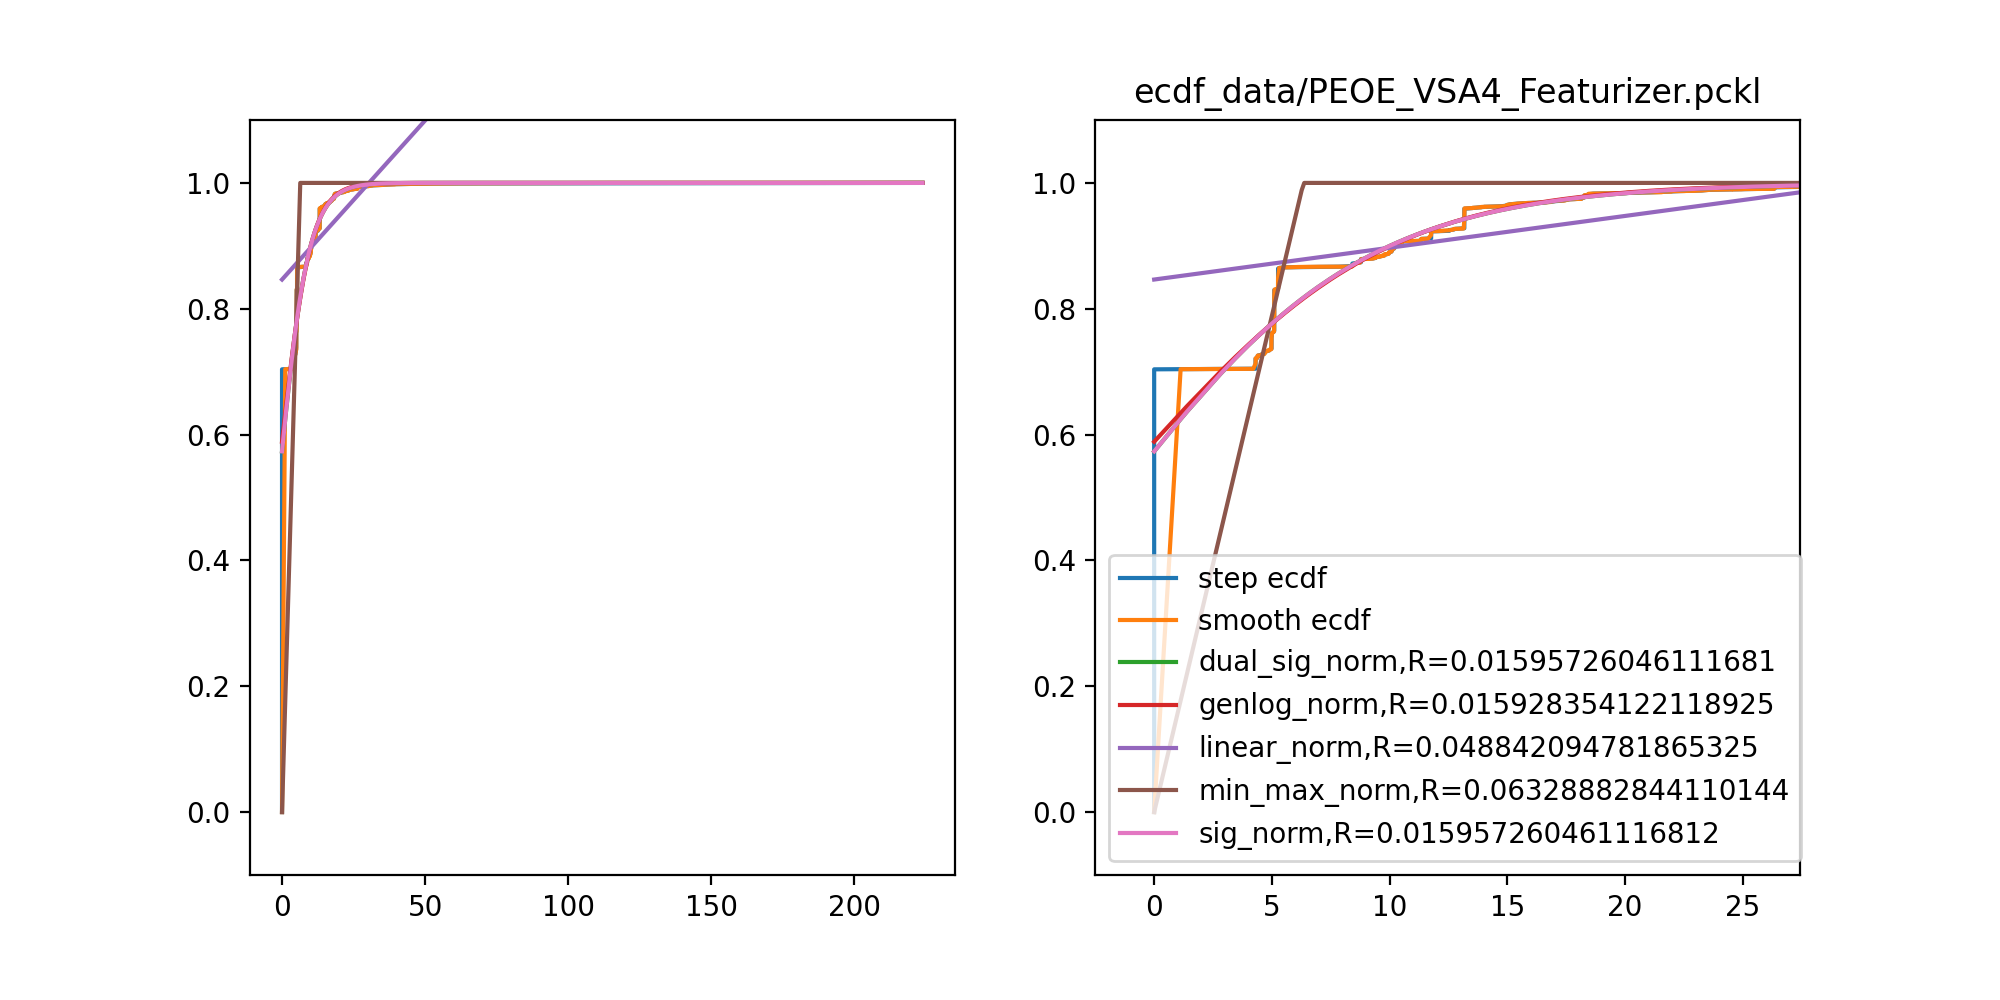 ecdf_data/PEOE_VSA4_Featurizer.pckl
1.0
0.8
0.6
0.4
0.2
0.0
0 50 100 150 200
1.0
0.8
0.6
0.4
0.2
0.0
step ecdf
smooth ecdf
dual_sig_norm,R=0.01595726046111681
genlog_norm,R=0.015928354122118925
linear_norm,R=0.048842094781865325
min_max_norm,R=0.06328882844110144
sig_norm,R=0.015957260461116812
0 5 10 15 20 25